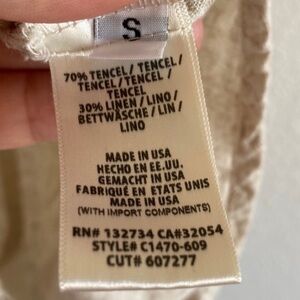 S
70% TENCEL / TENCEL /
TENCEL/TENCEL /
TENCEL
30% LINEN / LINO /
BETTWÄSCHE / LIN /
LINO
MADE IN USA
HECHO EN EE.UU.
GEMACHT IN USA
FABRIQUÉ EN ETATS UNIS
MADE IN USA
(WITH IMPORT COMPONENTS)
RN# 132734 CA#32054
STYLE# C1470-609
CUT# 607277